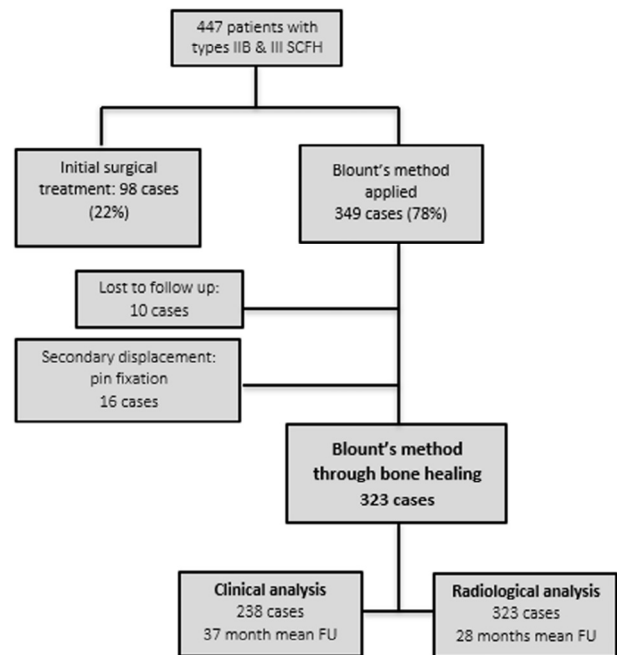 447 patients with
types IIB & III SCFH
Initial surgical
treatment: 98 cases
(22%)
Blount's method
applied
349 cases (78%)
Lost to follow up:
10 cases
Secondary displacement:
pin fixation
16 cases
Blount's method
through bone healing
323 cases
Clinical analysis
238 cases
37 month mean FU
Radiological analysis
323 cases
28 months mean FU